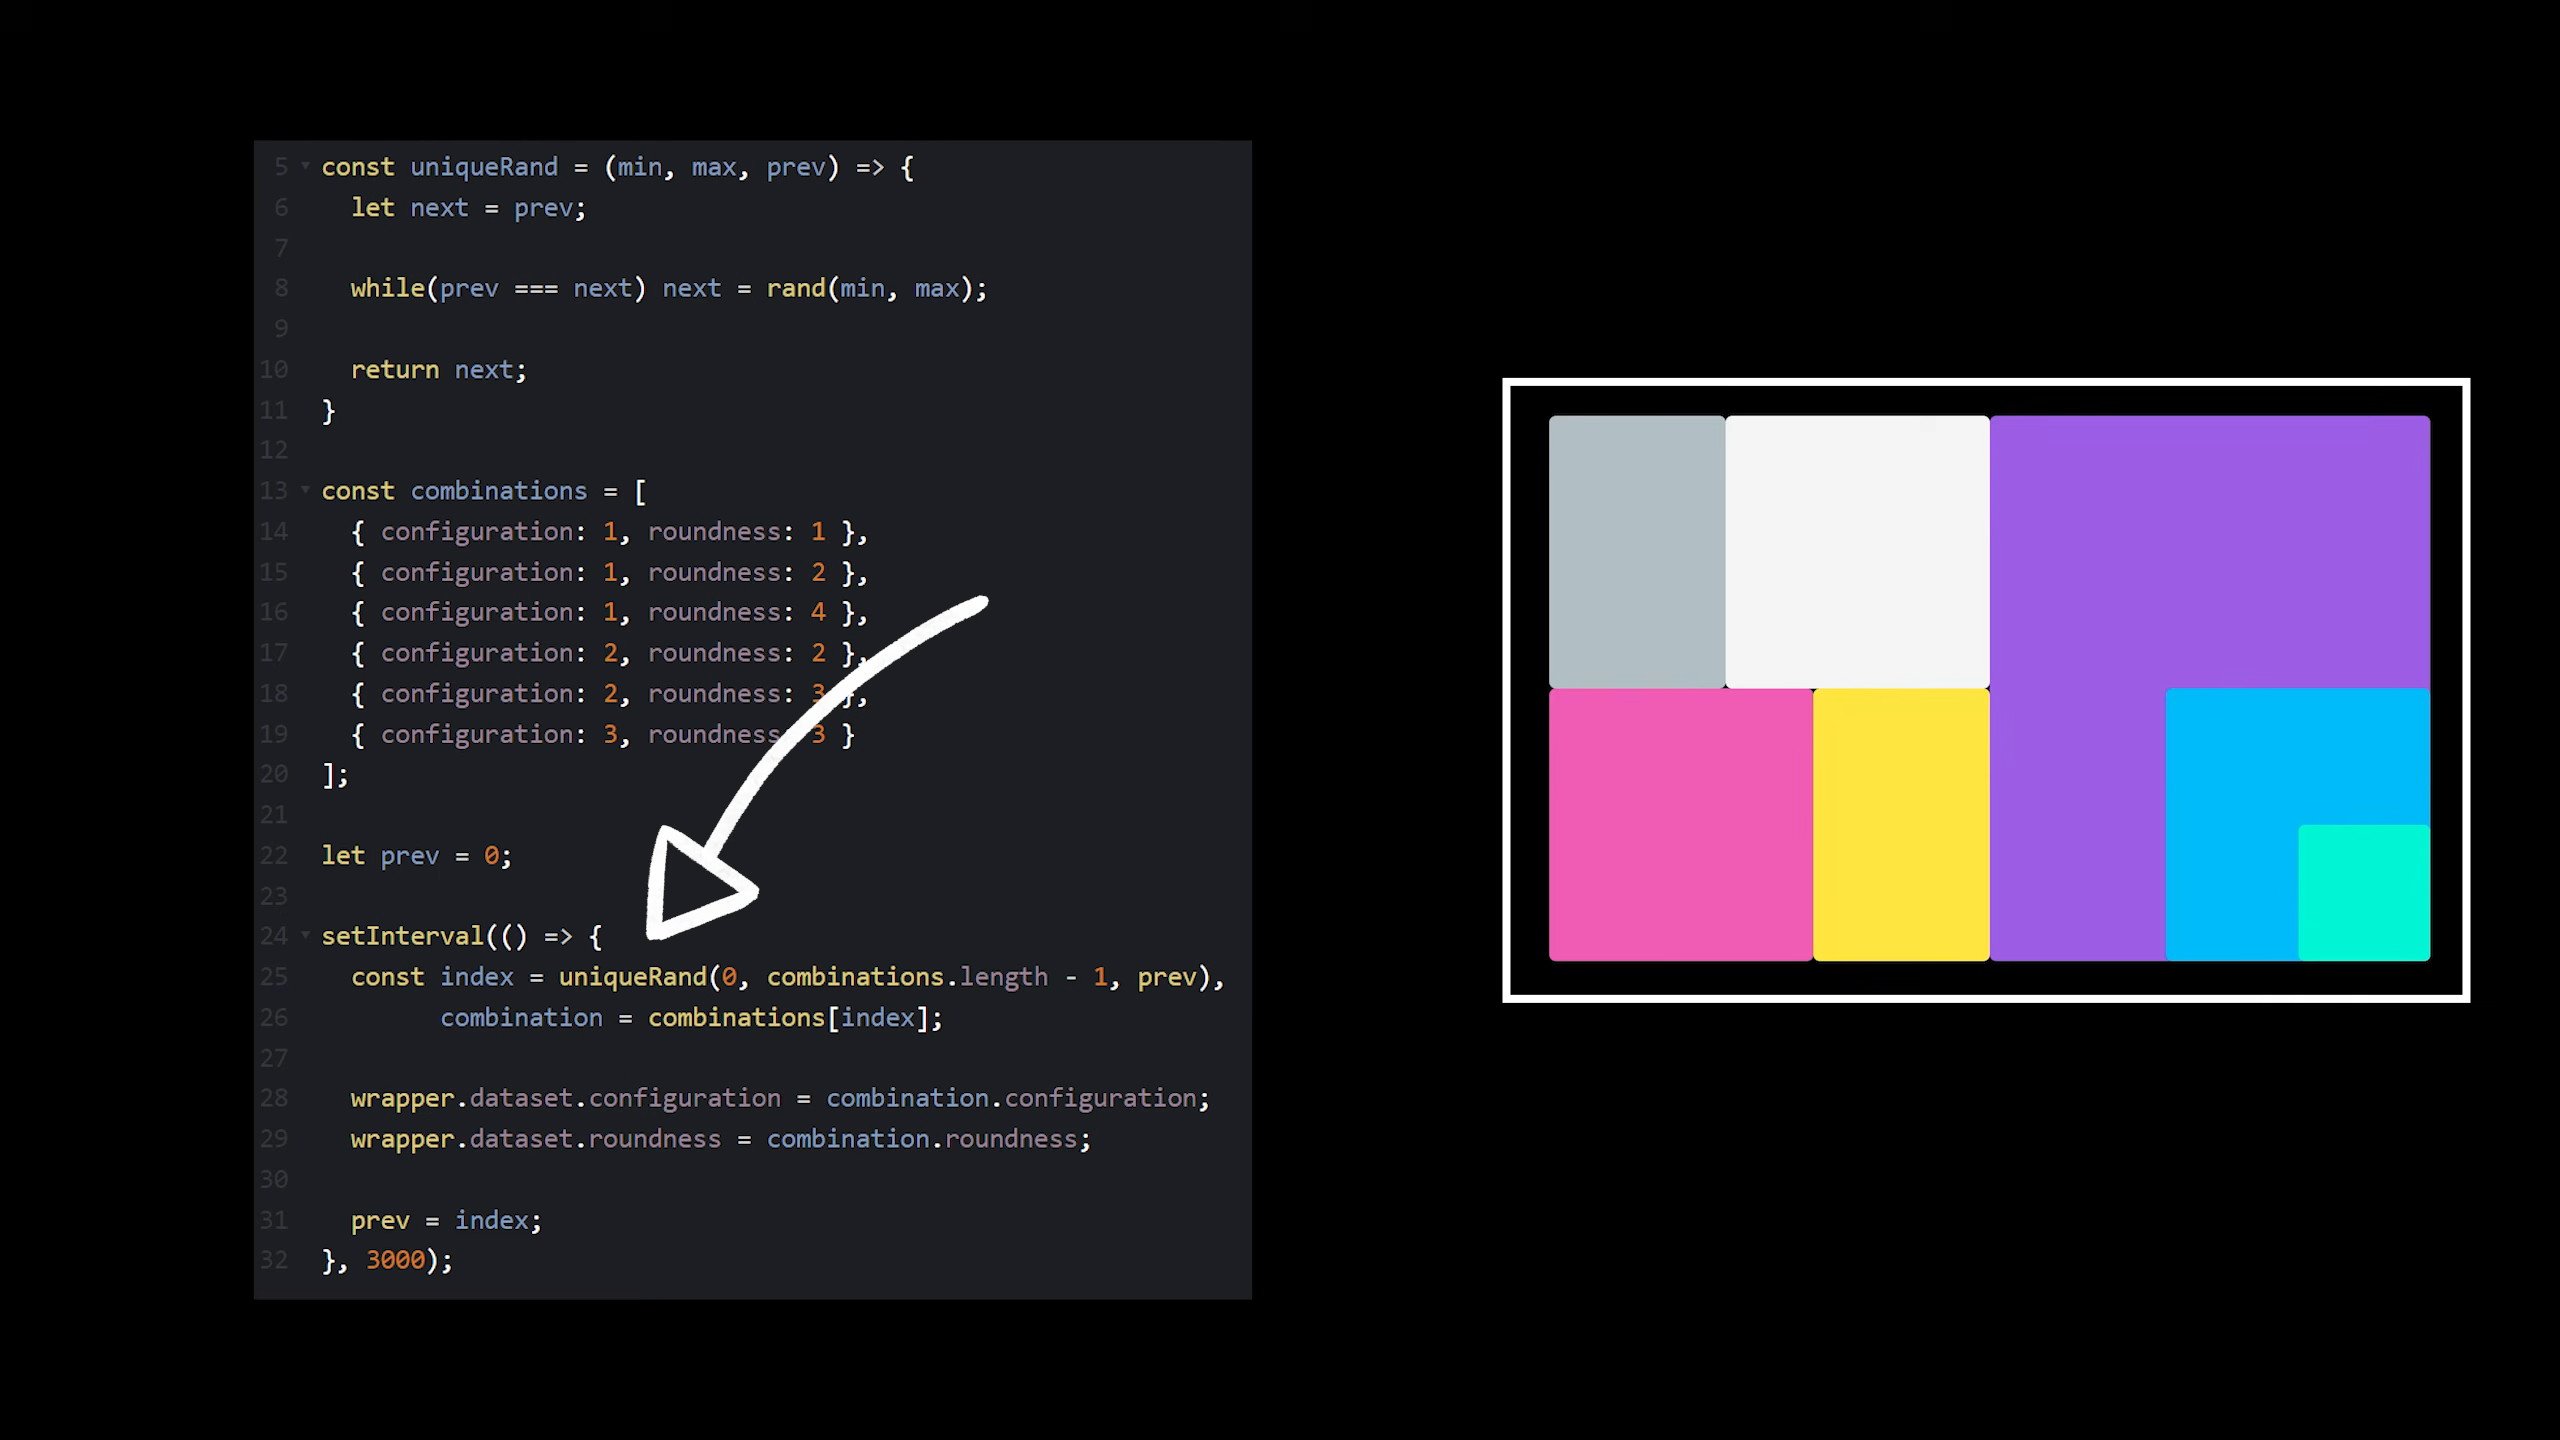 5 const uniqueRand = (min, max, prev) => {
6 let next = prev;
7
8 while(prev === next) next = rand(min, max);
9
10 return next;
11 }
12
13 const combinations = [
14 { configuration: 1, roundness: 1 },
15 { configuration: 1, roundness: 2 },
16 { configuration: 1, roundness: 4 },
17 { configuration: 2, roundness: 2 },
18 { configuration: 2, roundness: 3 },
19 { configuration: 3, roundness: 3 }
20 ];
21
22 let prev = 0;
23
24 setInterval(() => {
25 const index = uniqueRand(0, combinations.length - 1, prev),
26 combination = combinations[index];
27
28 wrapper.dataset.configuration = combination.configuration;
29 wrapper.dataset.roundness = combination.roundness;
30
31 prev = index;
32 }, 3000);